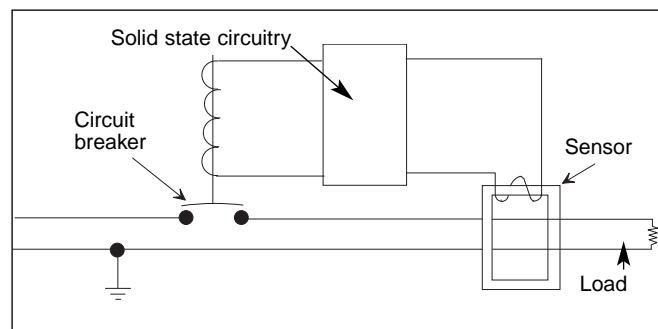 Solid state circuitry
Circuit
breaker
Sensor
Load